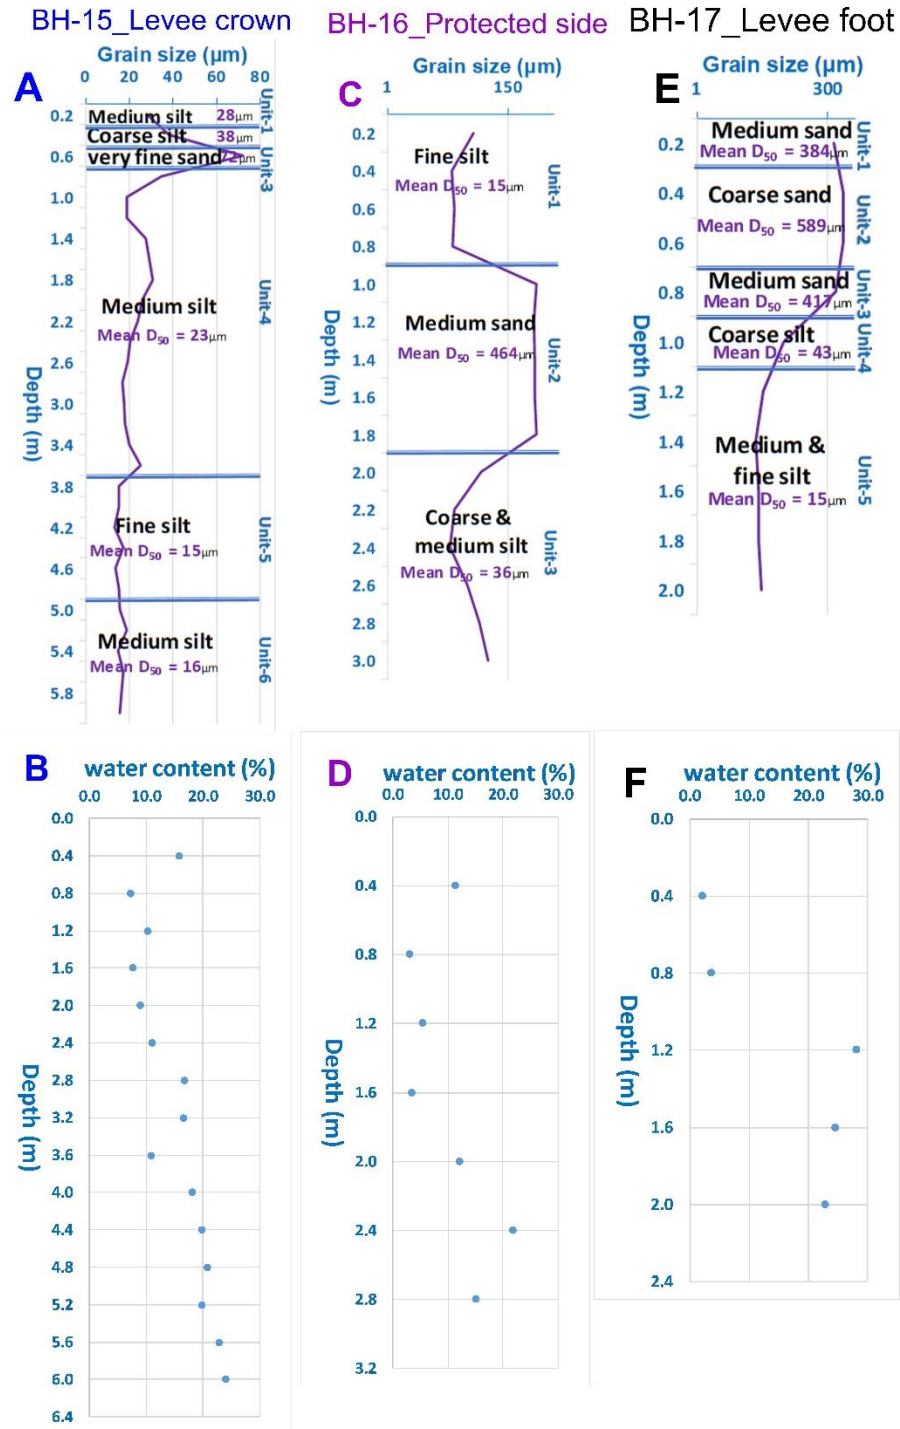 BH-15_Levee crown
BH-16_Protected side
BH-17_Levee foot
A
Grain size (µm)
0 20 40 60 80
0.2
0.6
1.0
1.4
1.8
2.2
2.6
3.0
3.4
3.8
4.2
4.6
5.0
5.4
5.8
Depth (m)
Medium silt 28µm
Unit-1
Coarse silt 38µm
very fine sand 72µm
Unit-3
Medium silt
Mean D50 = 23µm
Unit-4
Fine silt
Mean D50 = 15µm
Unit-5
Medium silt
Mean D50 = 16µm
Unit-6
C
Grain size (µm)
1 150
0.2
0.4
0.6
0.8
1.0
1.2
1.4
1.6
1.8
2.0
2.2
2.4
2.6
2.8
3.0
Depth (m)
Fine silt
Mean D50 = 15µm
Unit-1
Medium sand
Mean D50 = 464µm
Unit-2
Coarse &
medium silt
Mean D50 = 36µm
Unit-3
E
Grain size (µm)
1 300
0.2
0.4
0.6
0.8
1.0
1.2
1.4
1.6
1.8
2.0
Depth (m)
Medium sand
Mean D50 = 384µm
Unit-1
Coarse sand
Mean D50 = 589µm
Unit-2
Medium sand
Mean D50 = 417µm
Unit-3
Coarse silt
Mean D50 = 43µm
Unit-4
Medium &
fine silt
Mean D50 = 15µm
Unit-5
B
water content (%)
0.0 10.0 20.0 30.0
0.0
0.4
0.8
1.2
1.6
2.0
2.4
2.8
3.2
3.6
4.0
4.4
4.8
5.2
5.6
6.0
6.4
Depth (m)
D
water content (%)
0.0 10.0 20.0 30.0
0.0
0.4
0.8
1.2
1.6
2.0
2.4
2.8
3.2
Depth (m)
F
water content (%)
0.0 10.0 20.0 30.0
0.0
0.4
0.8
1.2
1.6
2.0
2.4
Depth (m)